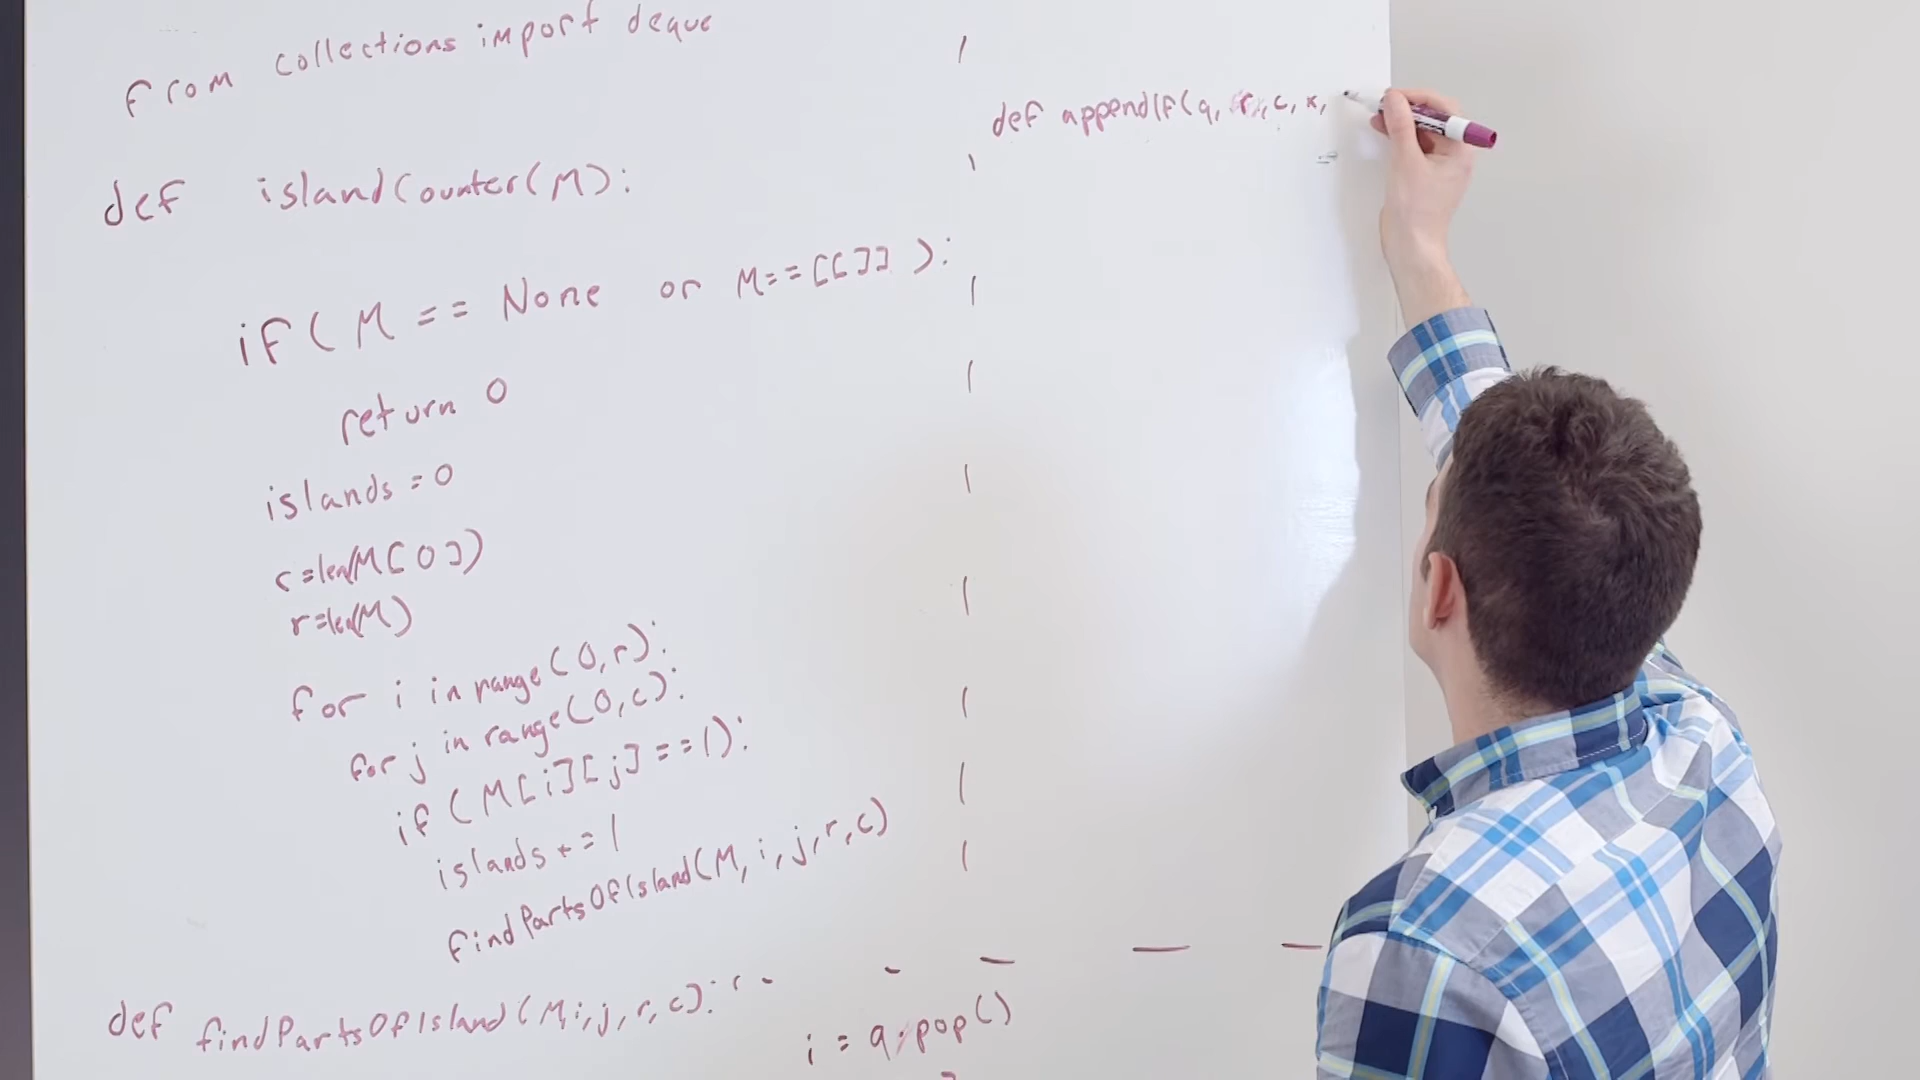 from collections import deque
def islandCounter(M):
if(M == None or M==[[]]):
return 0
islands=0
c=len(M[0])
r=len(M)
for i in range(0,r):
for j in range(0,c):
if (M[i][j]==1):
islands+=1
findPartsOfIsland(M,i,j,r,c)
def findPartsOfIsland(M,i,j,r,c):
i = q.pop()
def appendIf(q, r,c,x,